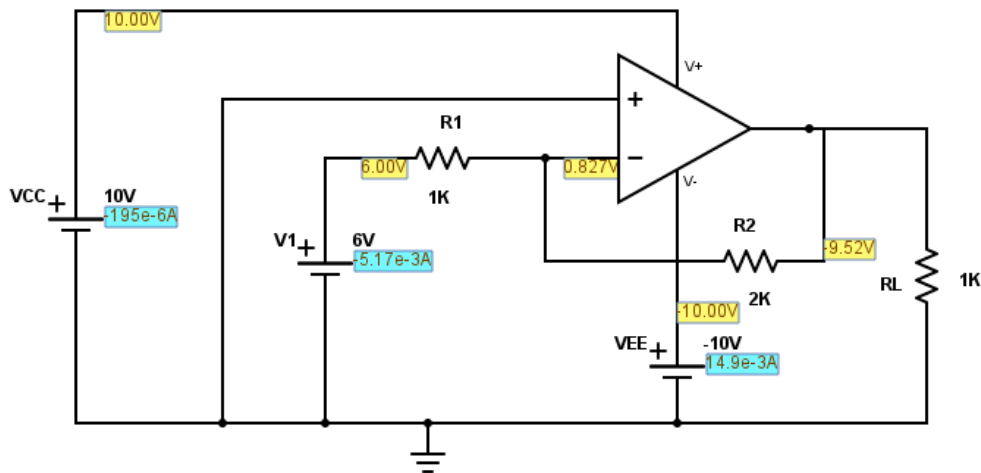 10.00V
V+
+
R1
6.00V
0.827V
−
1K
V-
VCC +
10V
-195e-6A
R2
V1 +
6V
-5.17e-3A
-9.52V
RL
1K
2K
-10.00V
VEE +
-10V
14.9e-3A